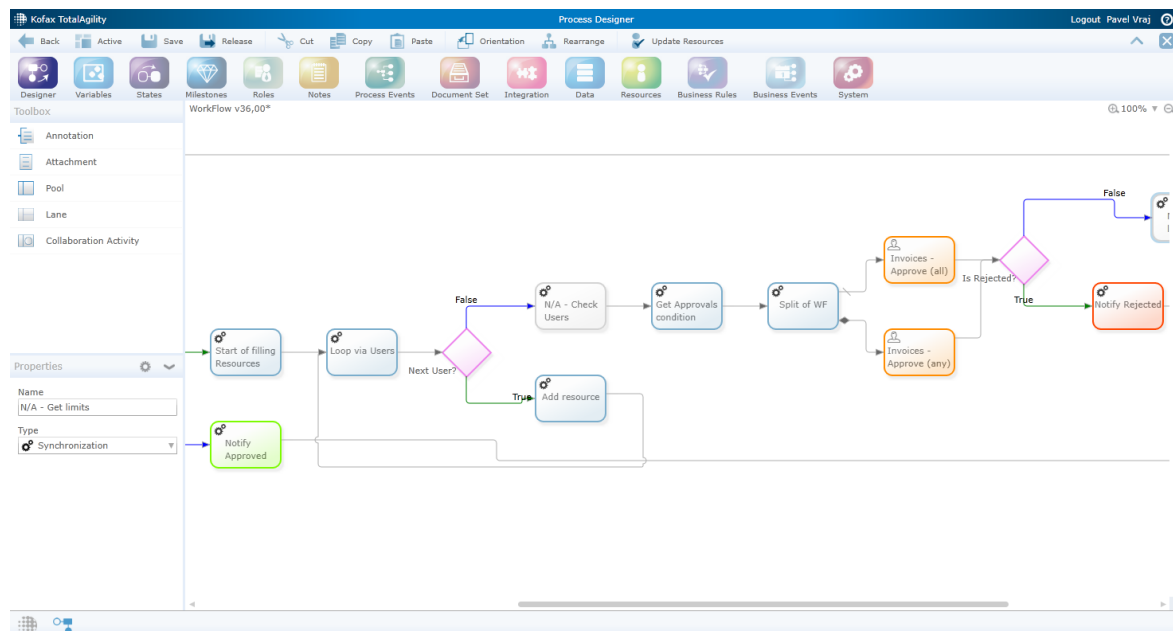 Kofax TotalAgility
Process Designer
Logout Pavel Vraj
Back
Active
Save
Release
Cut
Copy
Paste
Orientation
Rearrange
Update Resources
Designer
Variables
States
Milestones
Roles
Notes
Process Events
Document Set
Integration
Data
Resources
Business Rules
Business Events
System
Toolbox
WorkFlow v36,00*
100%
Annotation
Attachment
Pool
Lane
Collaboration Activity
Properties
Name
N/A - Get limits
Type
Synchronization
Start of filling
Resources
Loop via Users
Next User?
False
True
N/A - Check
Users
Add resource
Get Approvals
condition
Split of WF
Invoices -
Approve (all)
Invoices -
Approve (any)
Is Rejected?
False
True
Notify Rejected
Notify
Approved